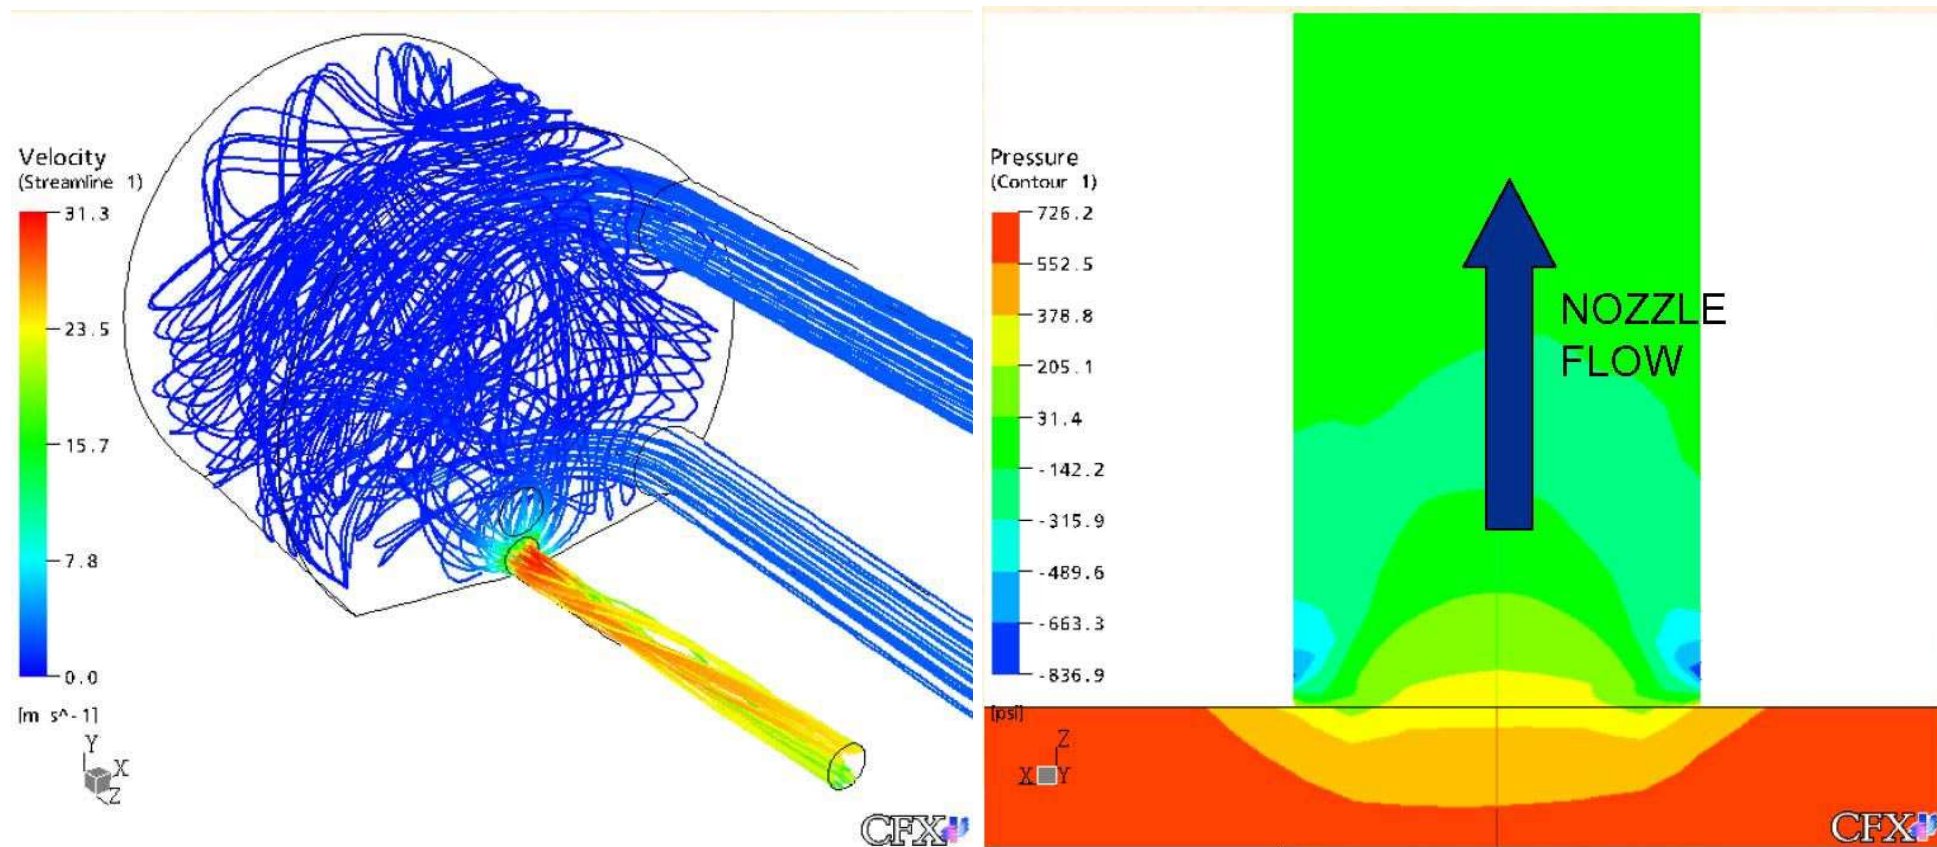 Velocity
(Streamline 1)
31.3
23.5
15.7
7.8
0.0
[m s^-1]
Y
X
Z
CFX
Pressure
(Contour 1)
726.2
552.5
378.8
205.1
31.4
-142.2
-315.9
-489.6
-663.3
-836.9
[psi]
NOZZLE
FLOW
Z
X Y
CFX